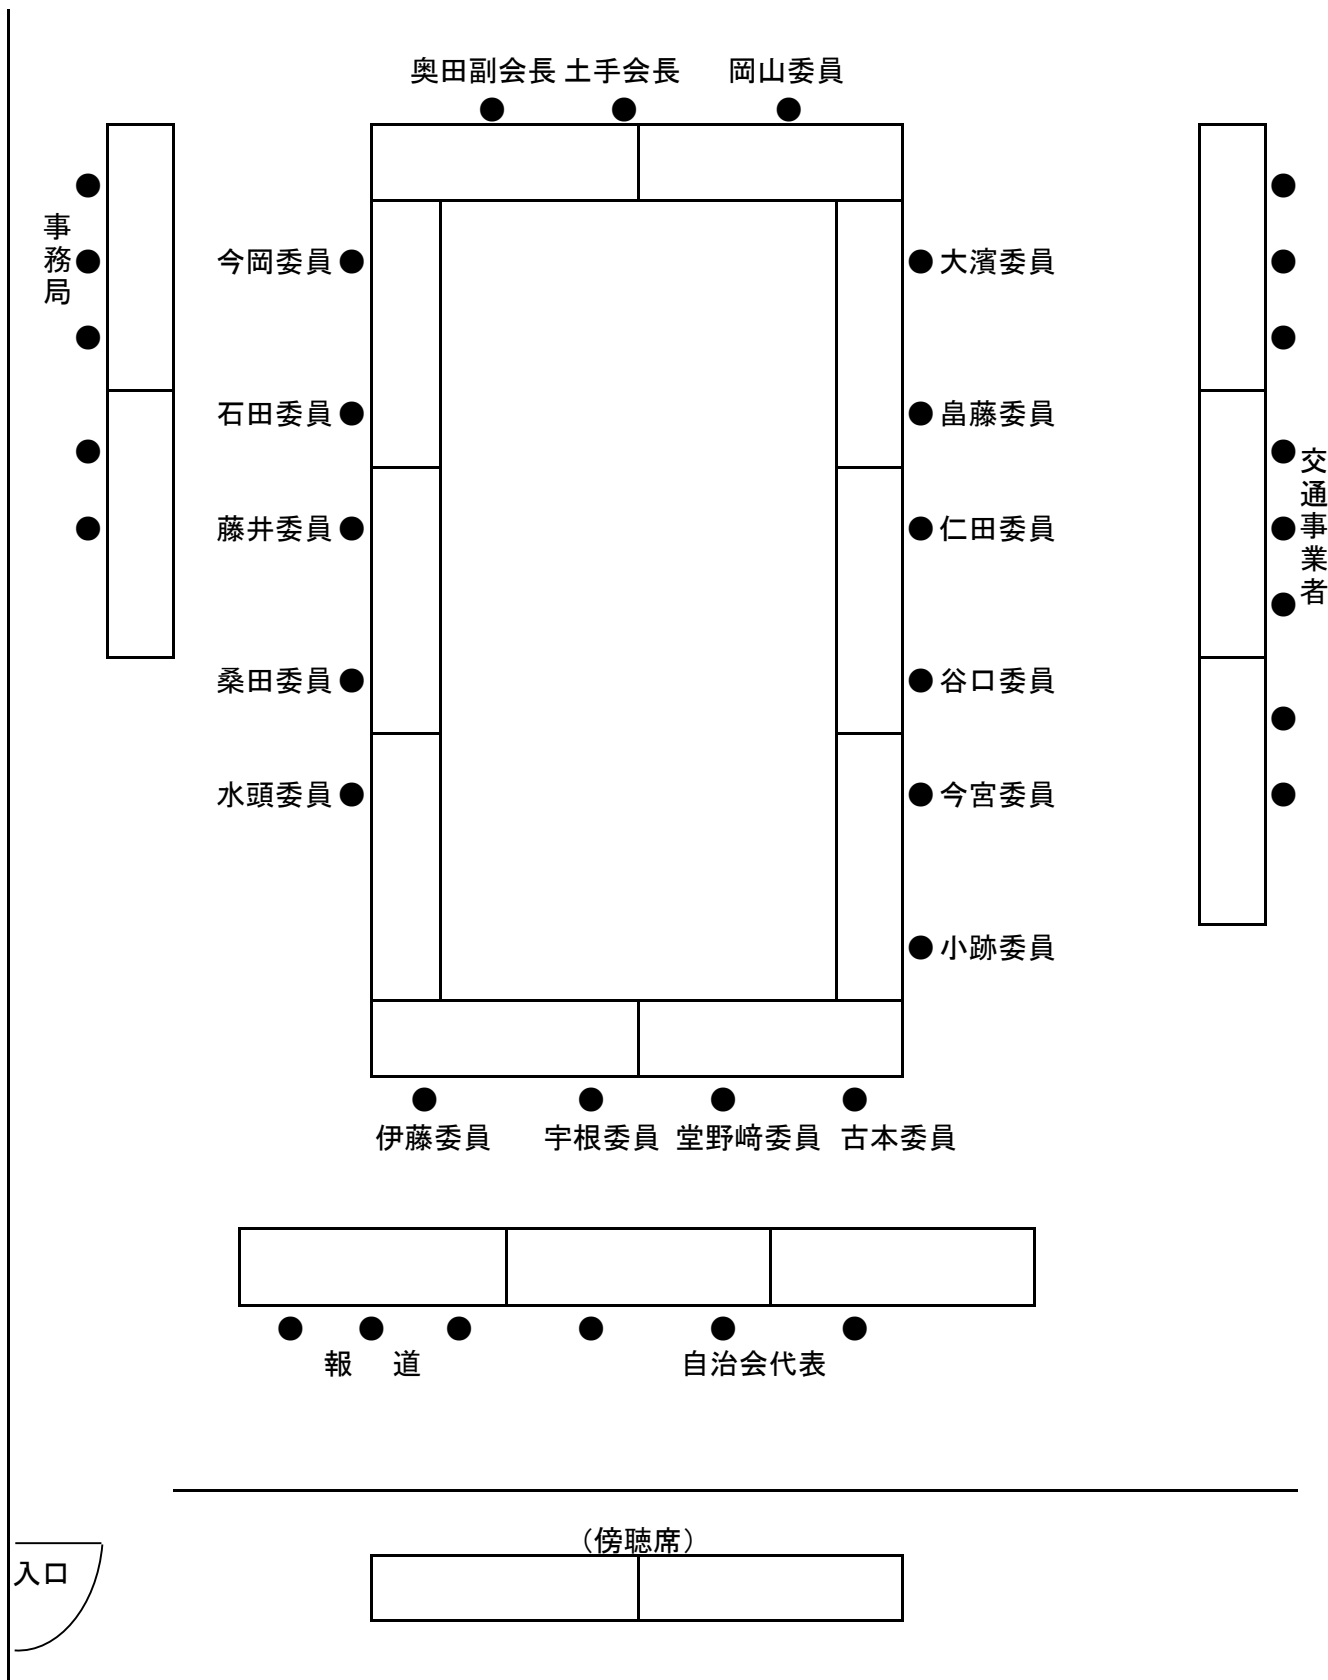 奥田副会長 土手会長 岡山委員
事務局
今岡委員 大濱委員
石田委員 畠藤委員
交通事業者
藤井委員 仁田委員
桑田委員 谷口委員
水頭委員 今宮委員
小跡委員
伊藤委員 宇根委員 堂野﨑委員 古本委員
報 道 自治会代表
（傍聴席）
入口